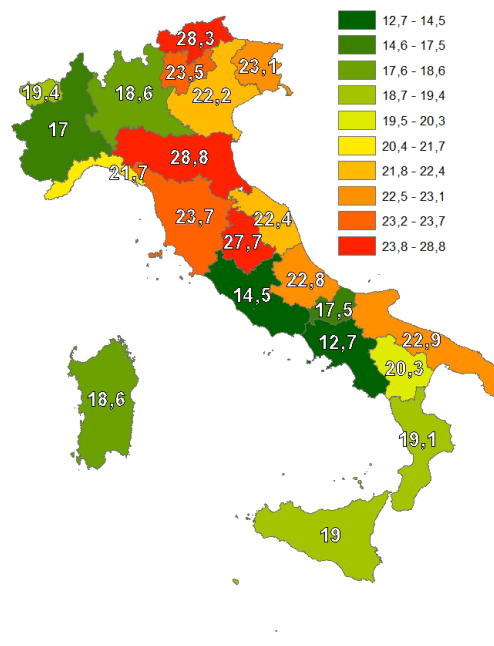 28,3
12,7 - 14,5
14,6 - 17,5
17,6 - 18,6
18,7 - 19,4
19,5 - 20,3
20,4 - 21,7
21,8 - 22,4
22,5 - 23,1
23,2 - 23,7
23,8 - 28,8
23,5
23,1
19,4
18,6
22,2
17
28,8
21,7
23,7
22,4
27,7
22,8
14,5
17,5
12,7
22,9
20,3
18,6
19,1
19